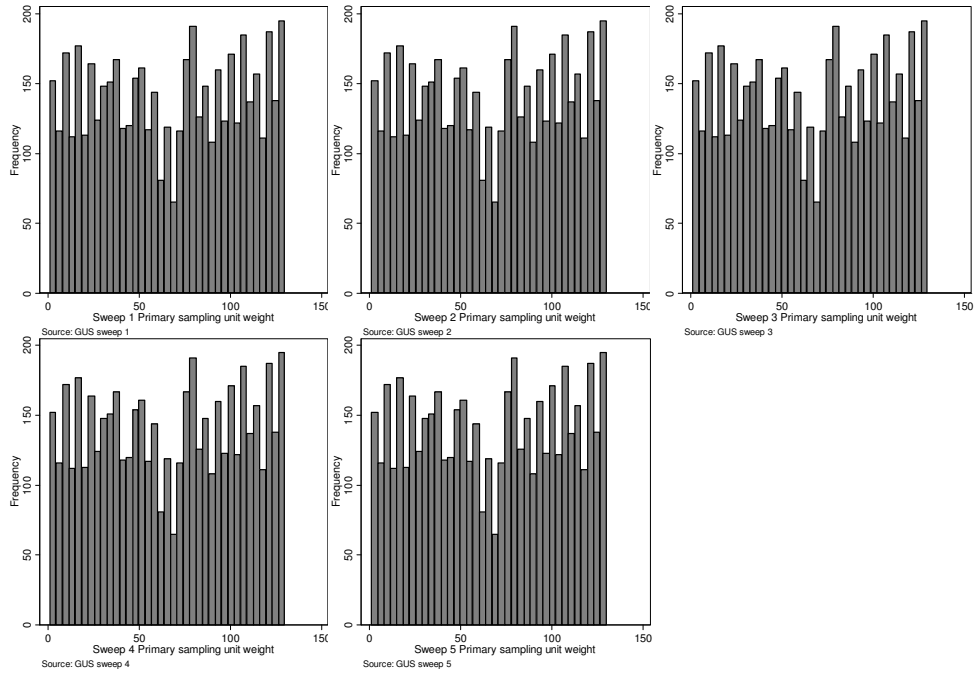 Frequency
200
150
100
50
0
0 50 100 150
Sweep 1 Primary sampling unit weight
Source: GUS sweep 1
Frequency
200
150
100
50
0
0 50 100 150
Sweep 2 Primary sampling unit weight
Source: GUS sweep 2
Frequency
200
150
100
50
0
0 50 100 150
Sweep 3 Primary sampling unit weight
Source: GUS sweep 3
Frequency
200
150
100
50
0
0 50 100 150
Sweep 4 Primary sampling unit weight
Source: GUS sweep 4
Frequency
200
150
100
50
0
0 50 100 150
Sweep 5 Primary sampling unit weight
Source: GUS sweep 5